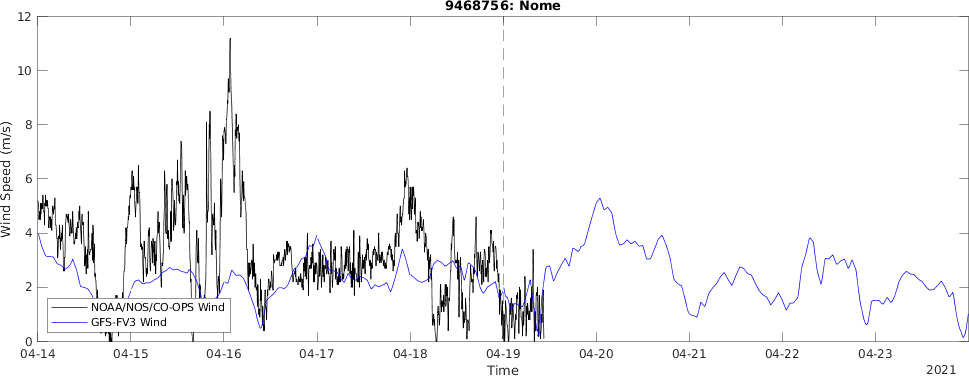 9468756: Nome
12
10
8
6
4
2
0
Wind Speed (m/s)
NOAA/NOS/CO-OPS Wind
GFS-FV3 Wind
04-14 04-15 04-16 04-17 04-18 04-19 04-20 04-21 04-22 04-23
Time
2021